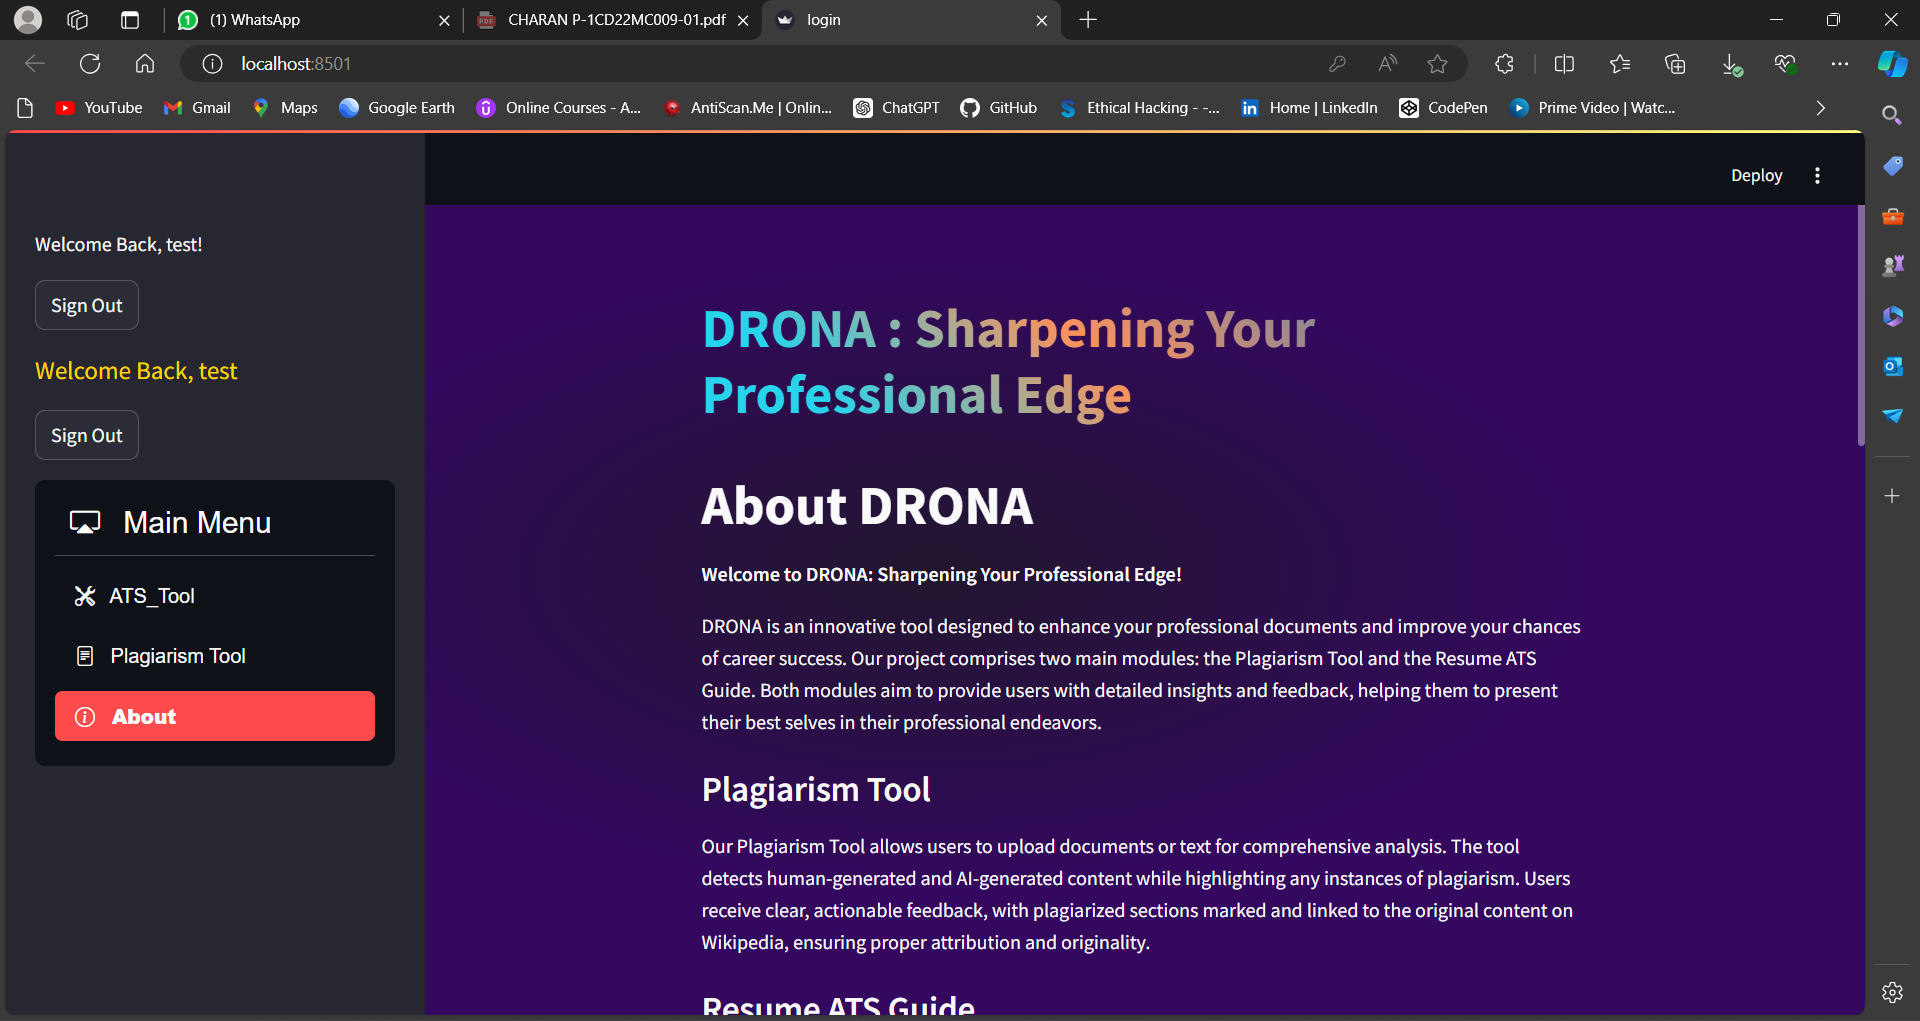 (1) WhatsApp
CHARAN P-1CD22MC009-01.pdf
login
localhost:8501
YouTube
Gmail
Maps
Google Earth
Online Courses - A...
AntiScan.Me | Onlin...
ChatGPT
GitHub
Ethical Hacking - -...
Home | LinkedIn
CodePen
Prime Video | Watc...
Deploy
Welcome Back, test!
Sign Out
Welcome Back, test
Sign Out
Main Menu
ATS_Tool
Plagiarism Tool
About
DRONA : Sharpening Your
Professional Edge
About DRONA
Welcome to DRONA: Sharpening Your Professional Edge!
DRONA is an innovative tool designed to enhance your professional documents and improve your chances
of career success. Our project comprises two main modules: the Plagiarism Tool and the Resume ATS
Guide. Both modules aim to provide users with detailed insights and feedback, helping them to present
their best selves in their professional endeavors.
Plagiarism Tool
Our Plagiarism Tool allows users to upload documents or text for comprehensive analysis. The tool
detects human-generated and AI-generated content while highlighting any instances of plagiarism. Users
receive clear, actionable feedback, with plagiarized sections marked and linked to the original content on
Wikipedia, ensuring proper attribution and originality.
Resume ATS Guide